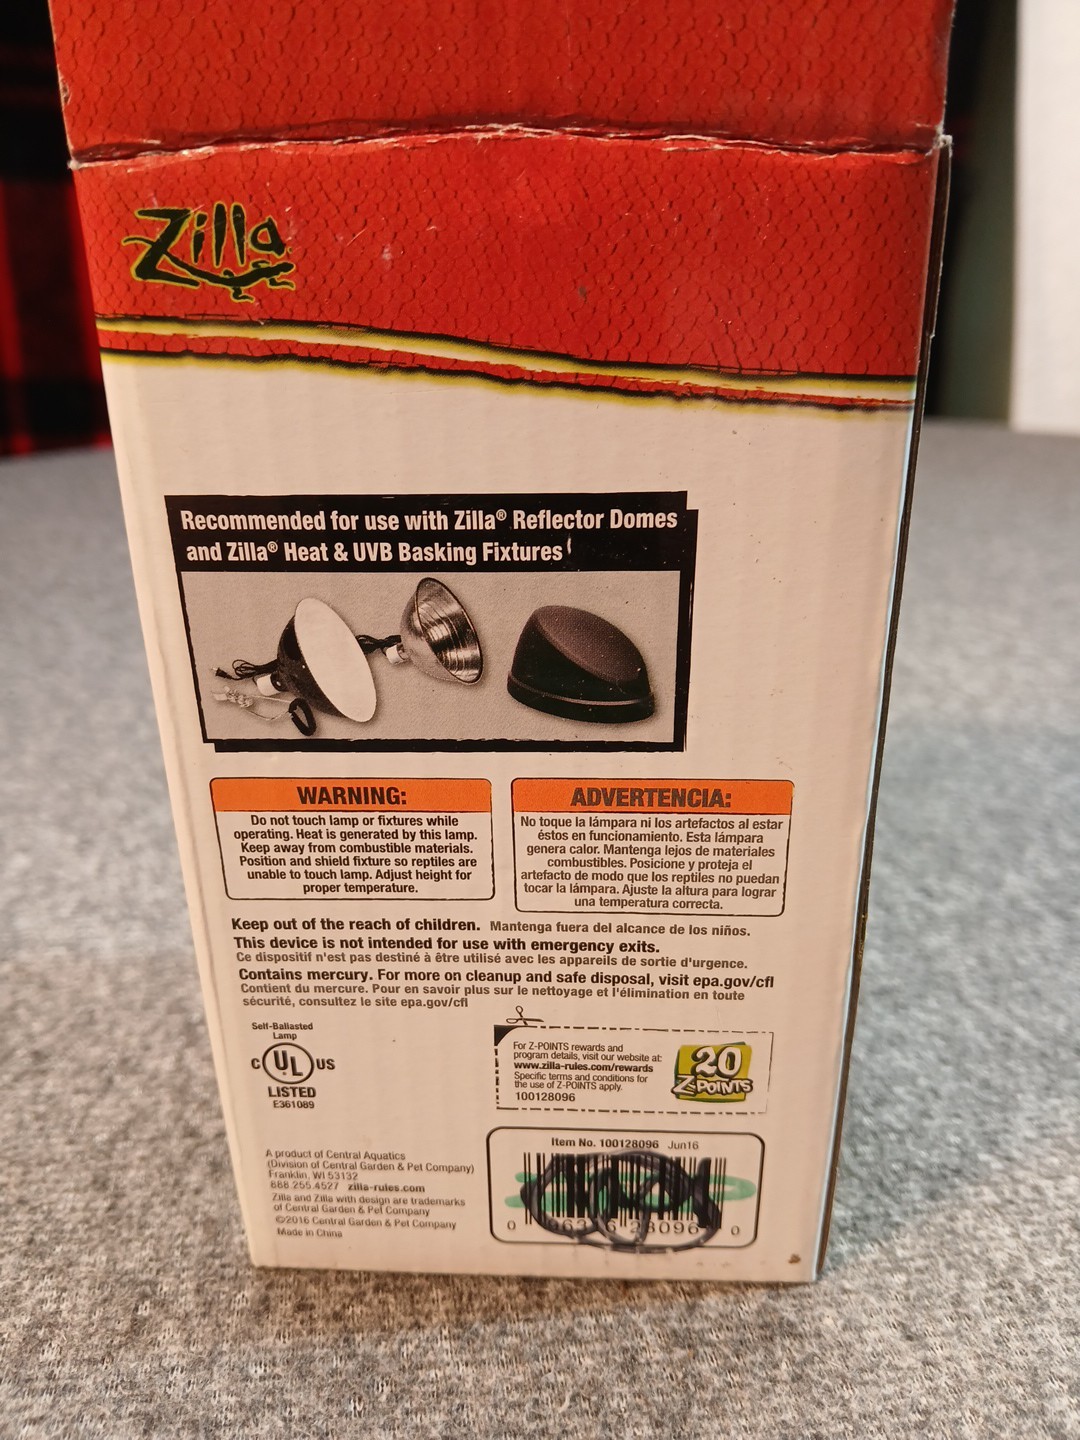 Zilla
Recommended for use with Zilla® Reflector Domes
and Zilla® Heat & UVB Basking Fixtures
WARNING:
Do not touch lamp or fixtures while
operating. Heat is generated by this lamp.
Keep away from combustible materials.
Position and shield fixture so reptiles are
unable to touch lamp. Adjust height for
proper temperature.
ADVERTENCIA:
No toque la lámpara ni los artefactos al estar
éstos en funcionamiento. Esta lámpara
genera calor. Mantenga lejos de materiales
combustibles. Posicione y proteja el
artefacto de modo que los reptiles no puedan
tocar la lámpara. Ajuste la altura para lograr
una temperatura correcta.
Keep out of the reach of children. Mantenga fuera del alcance de los niños.
This device is not intended for use with emergency exits.
Ce dispositif n'est pas destiné à être utilisé avec les appareils de sortie d'urgence.
Contains mercury. For more on cleanup and safe disposal, visit epa.gov/cfl
Contient du mercure. Pour en savoir plus sur le nettoyage et l'élimination en toute
sécurité, consultez le site epa.gov/cfl
Self-Ballasted
Lamp
C UL US
LISTED
E361089
For Z-POINTS rewards and
program details, visit our website at:
www.zilla-rules.com/rewards
Specific terms and conditions for
the use of Z-POINTS apply.
100128096
20
Z-POINTS
A product of Central Aquatics
(Division of Central Garden & Pet Company)
Franklin, WI 53132
888.255.4527 zilla-rules.com
Zilla and Zilla with design are trademarks
of Central Garden & Pet Company
©2016 Central Garden & Pet Company
Made in China
Item No. 100128096 Jun16
0 96316 28096 0